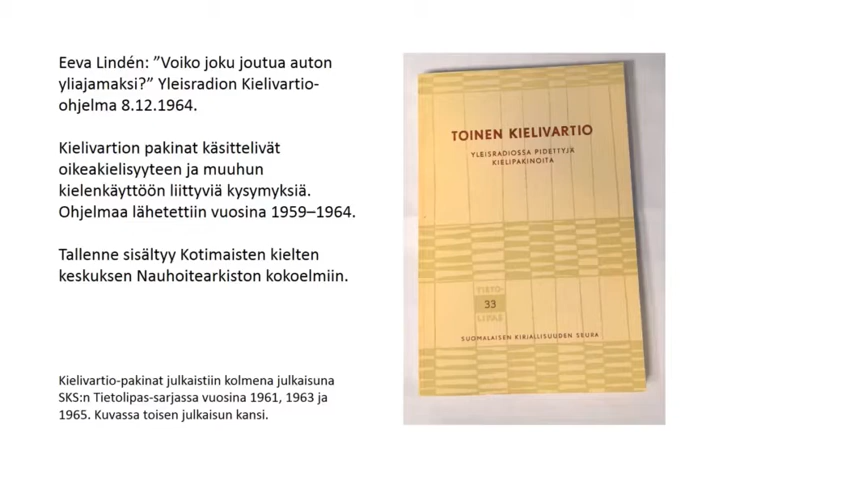 Eeva Lindén: ”Voiko joku joutua auton
yliajamaksi?” Yleisradion Kielivartio-
ohjelma 8.12.1964.
Kielivartion pakinat käsittelivät
oikeakielisyyteen ja muuhun
kielenkäyttöön liittyviä kysymyksiä.
Ohjelmaa lähetettiin vuosina 1959–1964.
Tallenne sisältyy Kotimaisten kielten
keskuksen Nauhoitearkiston kokoelmiin.
Kielivartio-pakinat julkaistiin kolmena julkaisuna
SKS:n Tietolipas-sarjassa vuosina 1961, 1963 ja
1965. Kuvassa toisen julkaisun kansi.
TOINEN KIELIVARTIO
YLEISRADIOSSA PIDETTYJÄ
KIELIPAKINOITA
TIETO-
33
LIPAS
SUOMALAISEN KIRJALLISUUDEN SEURA